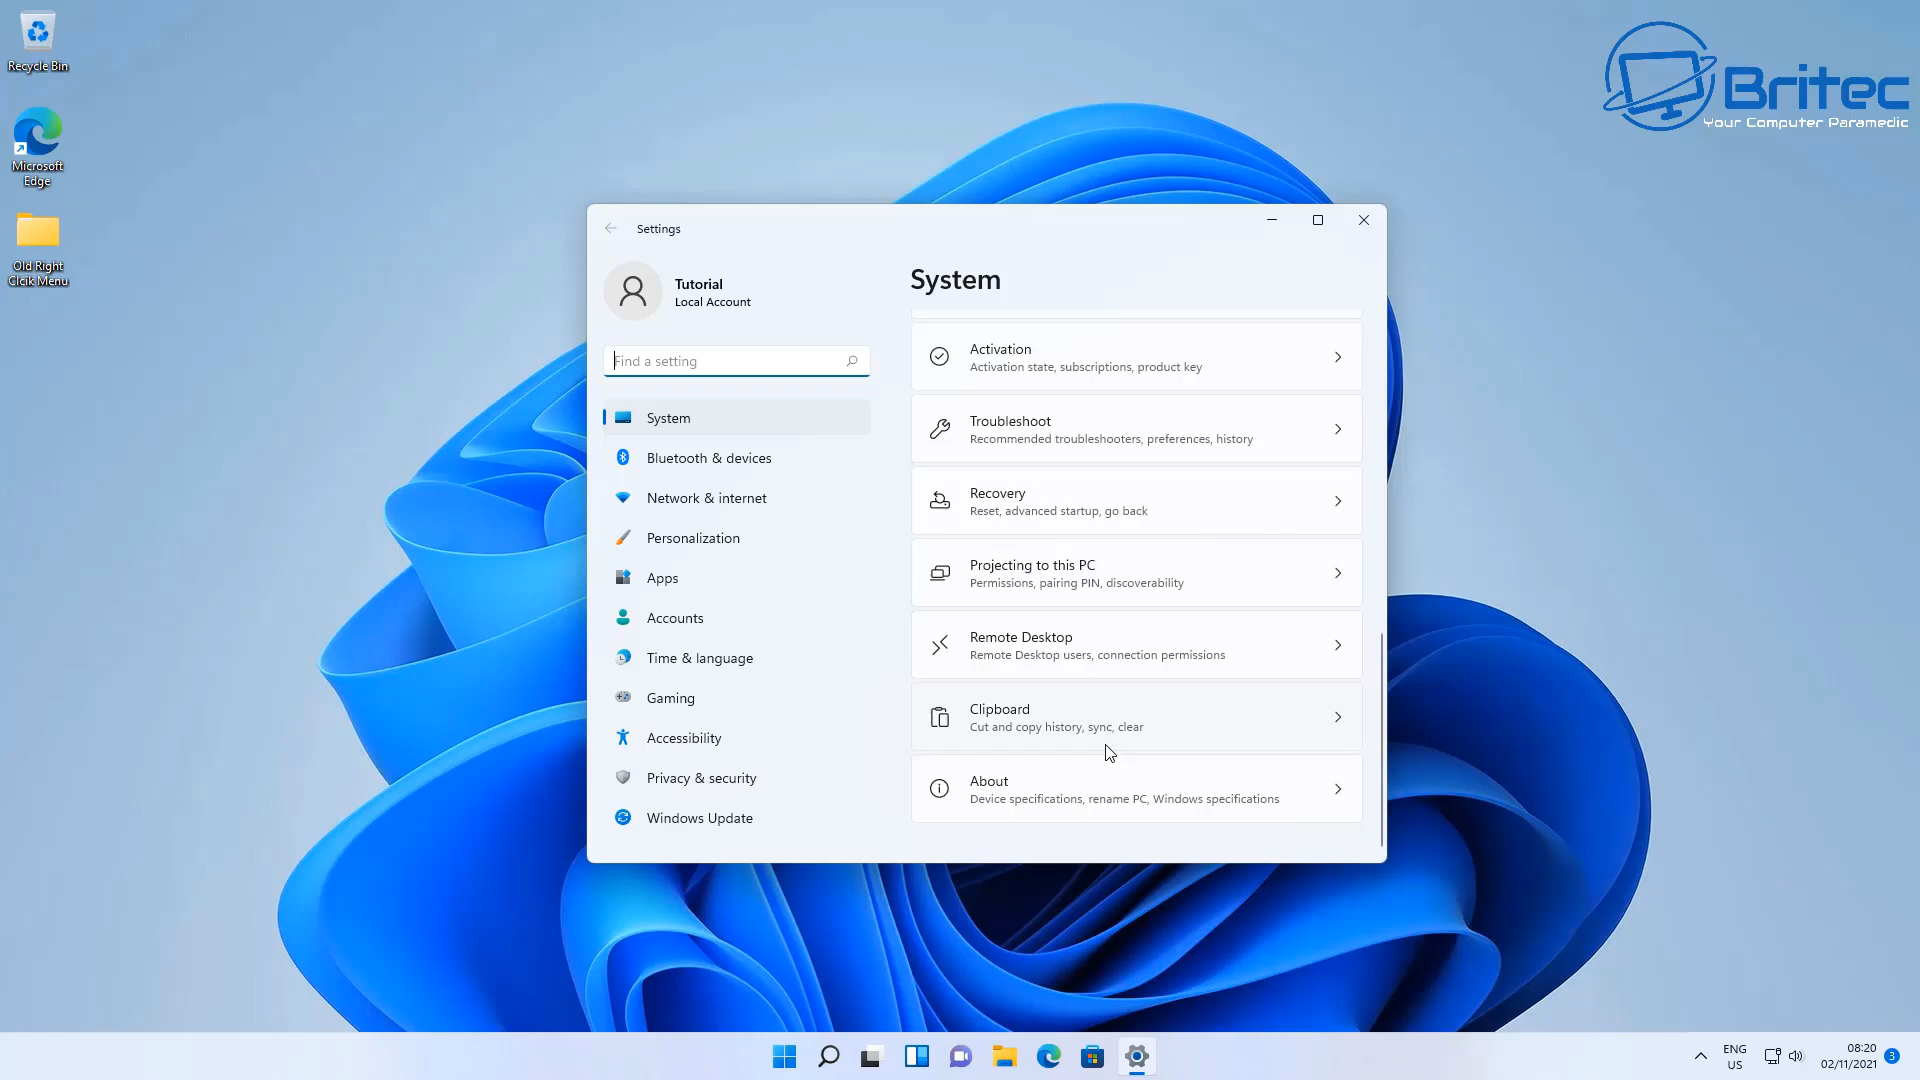 Recycle Bin
Microsoft
Edge
Old Right
Clcik Menu
Britec
Your Computer Paramedic
Settings
Tutorial
Local Account
Find a setting
System
Bluetooth & devices
Network & internet
Personalization
Apps
Accounts
Time & language
Gaming
Accessibility
Privacy & security
Windows Update
System
Activation
Activation state, subscriptions, product key
Troubleshoot
Recommended troubleshooters, preferences, history
Recovery
Reset, advanced startup, go back
Projecting to this PC
Permissions, pairing PIN, discoverability
Remote Desktop
Remote Desktop users, connection permissions
Clipboard
Cut and copy history, sync, clear
About
Device specifications, rename PC, Windows specifications
ENG
US
08:20
02/11/2021
3